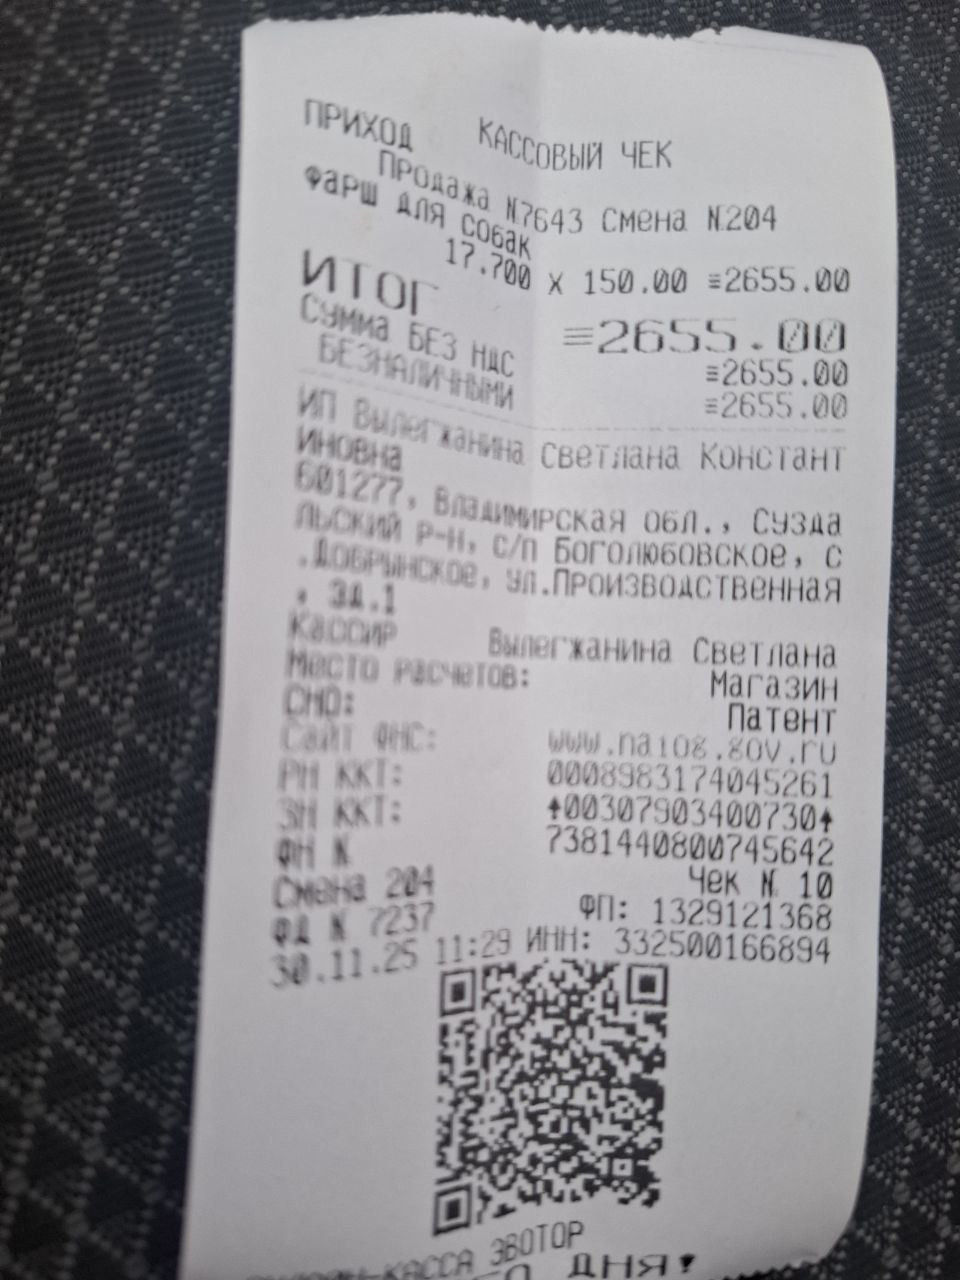 КАССОВЫЙ ЧЕК
ПРИХОД
Продажа N7643 Смена N204
Фарш для собак
17.700 x 150.00 ≡2655.00
ИТОГ ≡2655.00
Сумма БЕЗ НДС ≡2655.00
БЕЗНАЛИЧНЫМИ ≡2655.00
ИП Вылегжанина Светлана Констант
иновна
601277, Владимирская обл., Сузда
льский р-н, с/п Боголюбовское, с
.Добрынское, ул.Производственная
, зд.1
Кассир Вылегжанина Светлана
Место расчетов: Магазин
СНО: Патент
Сайт ФНС: www.nalog.gov.ru
РН ККТ: 0008983174045261
ЗН ККТ: 00307903400730
ФН N 7381440800745642
Смена 204 Чек N 10
ФД N 7237 ФП: 1329121368
30.11.25 11:29 ИНН: 332500166894
КАССА ЭВОТОР
ДНЯ!